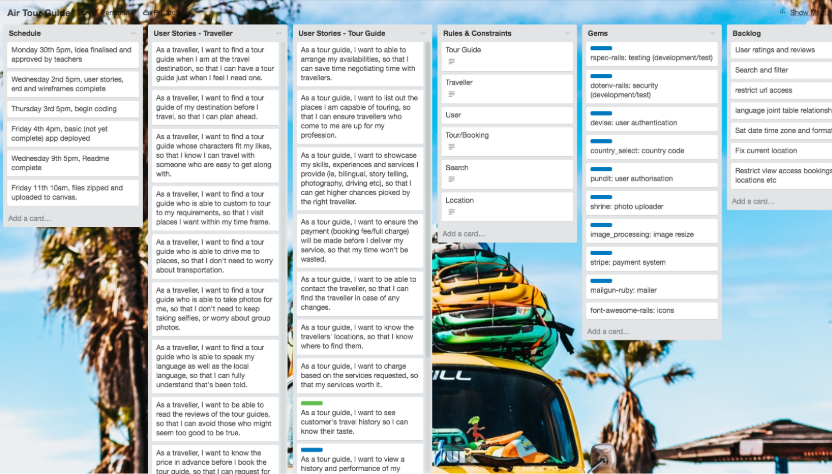 Air Tour Guide
Show Menu
Schedule
Monday 30th 5pm, Idea finalised and
approved by teachers
Wednesday 2nd 5pm, user stories,
erd and wireframes complete
Thursday 3rd 5pm, begin coding
Friday 4th 4pm, basic (not yet
complete) app deployed
Wednesday 9th 5pm, Readme
complete
Friday 11th 10am, files zipped and
uploaded to canvas.
Add a card...
User Stories - Traveller
As a traveller, I want to find a tour
guide when I am at the travel
destination, so that I can have a tour
guide just when I feel I need one.
As a traveller, I want to find a tour
guide of my destination before I
travel, so that I can plan ahead.
As a traveller, I want to find a tour
guide whose characters fit my likes,
so that I know I can travel with
someone who are easy to get along
with.
As a traveller, I want to find a tour
guide who is able to custom to tour
to my requirements, so that I visit
places I want within my time frame.
As a traveller, I want to find a tour
guide who is able to drive me to
places, so that I don't need to worry
about transportation.
As a traveller, I want to find a tour
guide who is able to take photos for
me, so that I don't need to keep
taking selfies, or worry about group
photos.
As a traveller, I want to find a tour
guide who is able to speak my
language as well as the local
language, so that I can fully
understand that's been told.
As a traveller, I want to be able to
read the reviews of the tour guides,
so that I can avoid those who might
seem too good to be true.
As a traveller, I want to know the
price in advance before I book the
tour guide, so that I can request for
User Stories - Tour Guide
As a tour guide, I want to able to
arrange my availabilities, so that I
can save time negotiating time with
travellers.
As a tour guide, I want to list out the
places I am capable of touring, so
that I can ensure travellers who
come to me are up for my
profession.
As a tour guide, I want to showcase
my skills, experiences and services I
provide (ie, bilingual, story telling,
photography, driving etc), so that I
can get higher chances picked by
the right traveller.
As a tour guide, I want to ensure the
payment (booking fee/full charge)
will be made before I deliver my
service, so that my time won't be
wasted.
As a tour guide, I want to be able to
contact the traveller, so that I can
find the traveller in case of any
changes.
As a tour guide, I want to know the
travellers' locations, so that I know
where to find them.
As a tour guide, I want to charge
based on the services requested, so
that my services worth it.
As a tour guide, I want to see
customer's travel history so I can
know their taste.
As a tour guide, I want to view a
history and performance of my
Rules & Constraints
Tour Guide
Traveller
User
Tour/Booking
Search
Location
Add a card...
Gems
rspec-rails: testing (development/test)
dotenv-rails: security
(development/test)
devise: user authentication
country_select: country code
pundit: user authorisation
shrine: photo uploader
image_processing: image resize
stripe: payment system
mailgun-ruby: mailer
font-awesome-rails: icons
Add a card...
Backlog
User ratings and reviews
Search and filter
restrict url access
language joint table relationsh
Sat date time zone and format
Fix current location
Restrict view access bookings
locations etc
Add a card...